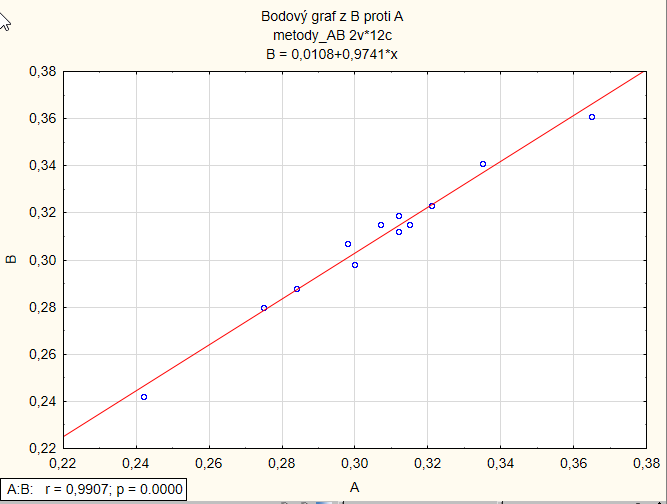 Bodový graf z B proti A
metody_AB 2v*12c
B = 0,0108+0,9741*x
0,38
0,36
0,34
0,32
0,30
0,28
0,26
0,24
0,22
B
0,22 0,24 0,26 0,28 0,30 0,32 0,34 0,36 0,38
A
A:B: r = 0,9907; p = 0.0000